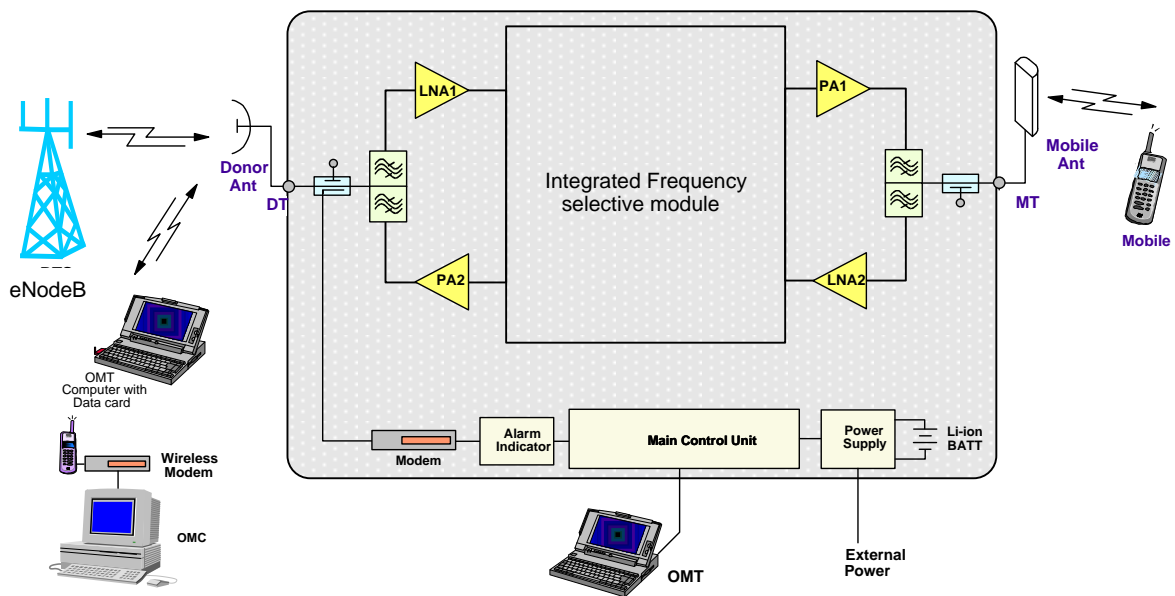 LNA1
PA1
Donor
Ant
DT
Integrated Frequency
selective module
Mobile
Ant
MT
Mobile
eNodeB
PA2
LNA2
OMT
Computer with
Data card
Wireless
Modem
OMC
Modem
Alarm
Indicator
Main Control Unit
Power
Supply
Li-ion
BATT
OMT
External
Power